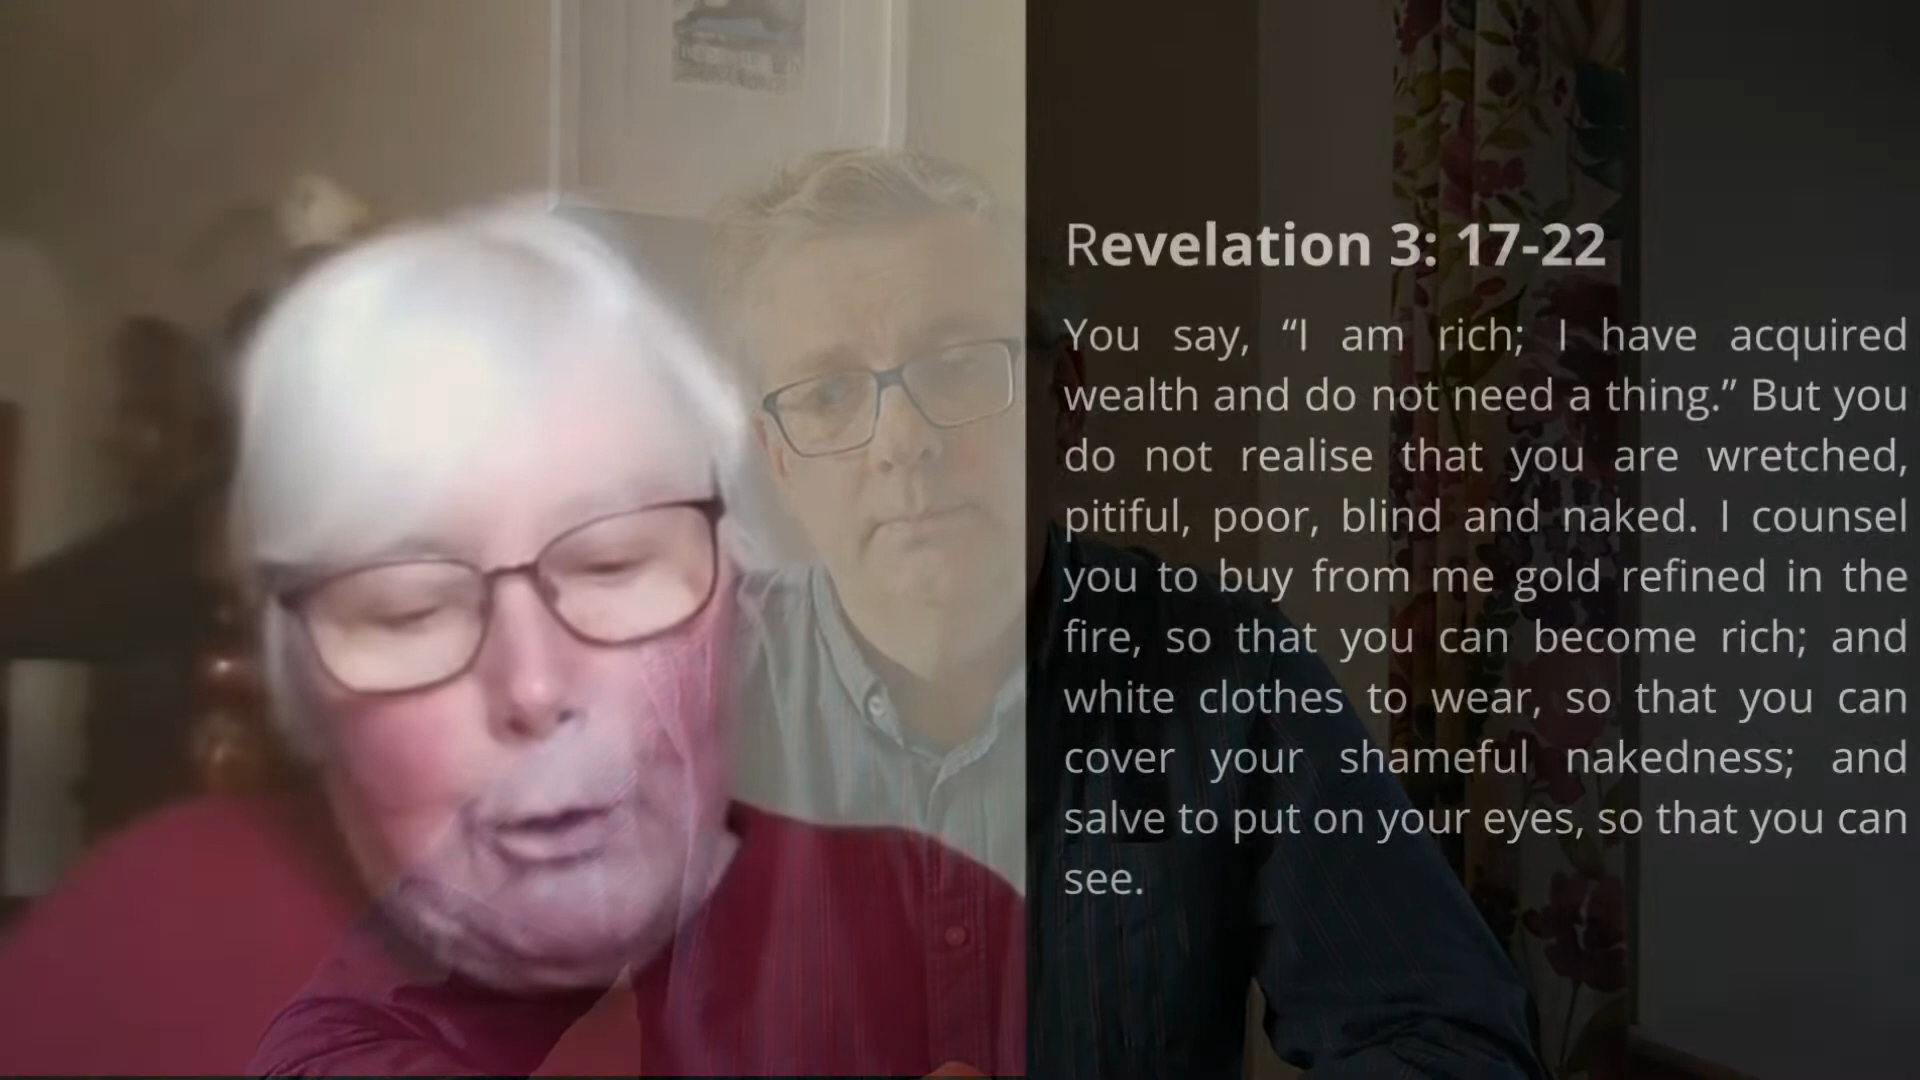 Revelation 3: 17-22
You say, “I am rich; I have acquired
wealth and do not need a thing.” But you
do not realise that you are wretched,
pitiful, poor, blind and naked. I counsel
you to buy from me gold refined in the
fire, so that you can become rich; and
white clothes to wear, so that you can
cover your shameful nakedness; and
salve to put on your eyes, so that you can
see.